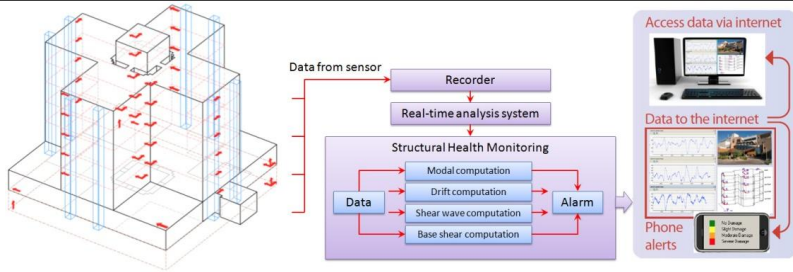 Access data via internet
Data from sensor
Recorder
Real-time analysis system
Data to the internet
Structural Health Monitoring
Modal computation
Drift computation
Data
Alarm
Shear wave computation
Base shear computation
Phone
alerts
No Damage
Slight Damage
Moderate Damage
Severe Damage